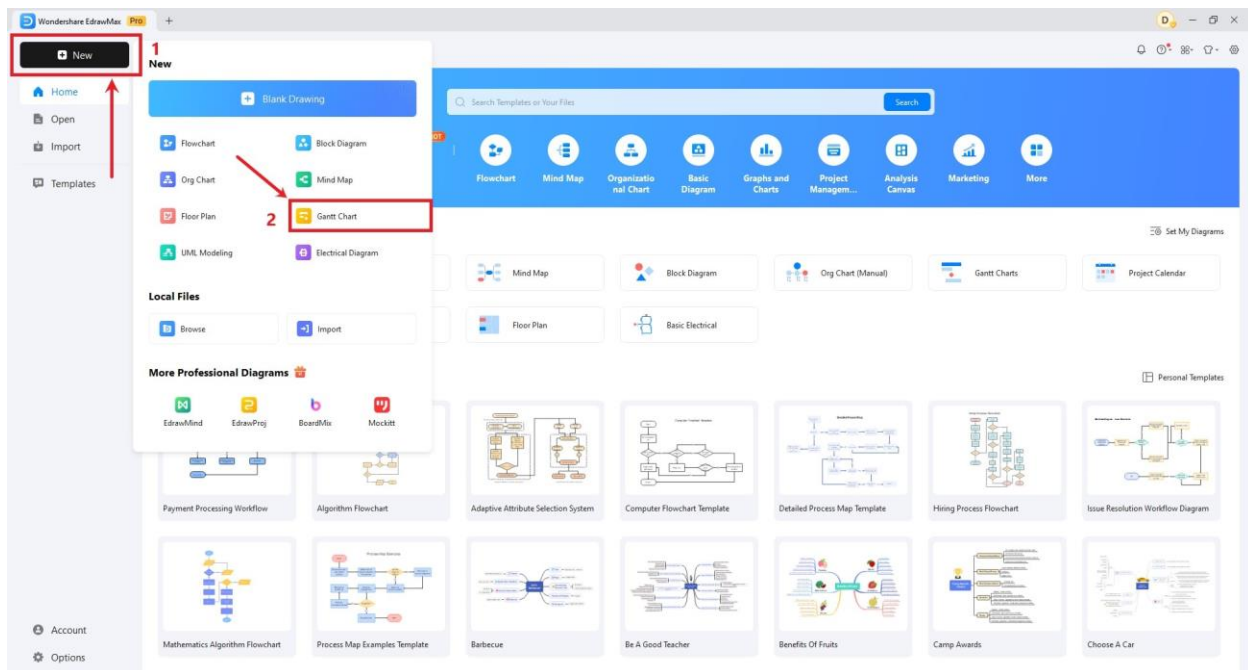 Wondershare EdrawMax Pro
New
1
Home
Open
Import
Templates
Account
Options
New
Blank Drawing
Flowchart
Block Diagram
Org Chart
Mind Map
Floor Plan
2
Gantt Chart
UML Modeling
Electrical Diagram
Local Files
Browse
Import
More Professional Diagrams
EdrawMind
EdrawProj
BoardMix
Mockitt
Search Templates or Your Files
Search
Flowchart
Mind Map
Organizatio
nal Chart
Basic
Diagram
Graphs and
Charts
Project
Managem...
Analysis
Canvas
Marketing
More
Set My Diagrams
Mind Map
Block Diagram
Org Chart (Manual)
Gantt Charts
Project Calendar
Floor Plan
Basic Electrical
Personal Templates
Payment Processing Workflow
Algorithm Flowchart
Adaptive Attribute Selection System
Computer Flowchart Template
Detailed Process Map Template
Hiring Process Flowchart
Issue Resolution Workflow Diagram
Mathematics Algorithm Flowchart
Process Map Examples Template
Barbecue
Be A Good Teacher
Benefits Of Fruits
Camp Awards
Choose A Car